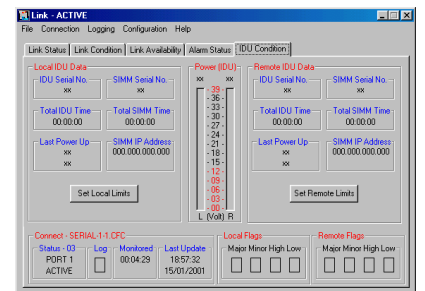 Link - ACTIVE
File Connection Logging Configuration Help
Link Status Link Condition Link Availability Alarm Status IDU Condition
Local IDU Data Power (IDU) Remote IDU Data
IDU Serial No. SIMM Serial No. xx xx IDU Serial No. SIMM Serial No.
xx xx xx xx
- 39 -
- 36 -
- 33 -
Total IDU Time Total SIMM Time - 30 - Total IDU Time Total SIMM Time
00:00:00 00:00:00 - 27 - 00:00:00 00:00:00
- 24 -
- 21 -
Last Power Up SIMM IP Address - 18 - Last Power Up SIMM IP Address
xx 000.000.000.000 - 15 - xx 000.000.000.000
xx - 12 - xx
- 09 -
- 06 -
Set Local Limits - 03 - Set Remote Limits
- 00 -
L (Volt) R
Connect - SERIAL-1-1.CFC Local Flags Remote Flags
Status - 03 Log Monitored Last Update Major Minor High Low Major Minor High Low
PORT 1 00:04:29 18:57:32
ACTIVE 15/01/2001